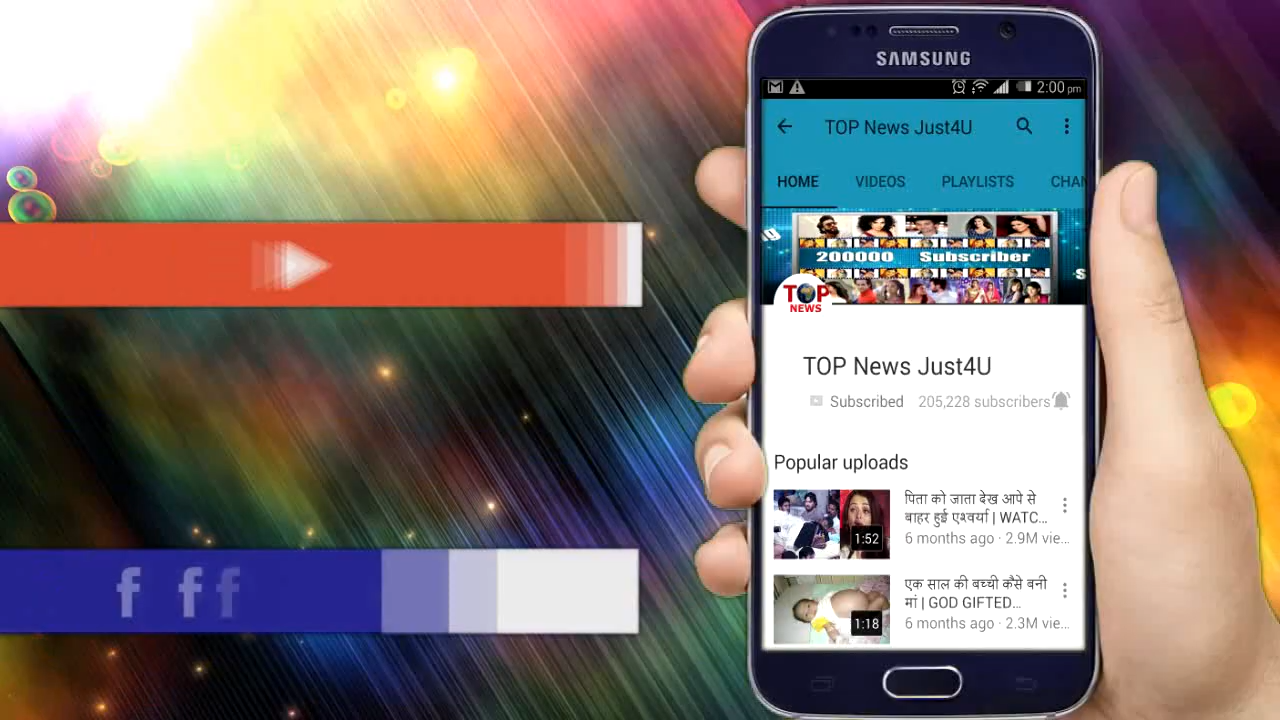 SAMSUNG
2:00 pm
TOP News Just4U
HOME VIDEOS PLAYLISTS CHAN
200000 Subscriber
TOP
NEWS
TOP News Just4U
Subscribed 205,228 subscribers
Popular uploads
पिता को जाता देख आपे से
बाहर हुई एश्वर्या | WATC...
6 months ago · 2.9M vie...
1:52
एक साल की बच्ची कैसे बनी
मां | GOD GIFTED...
6 months ago · 2.3M vie...
1:18
f f f